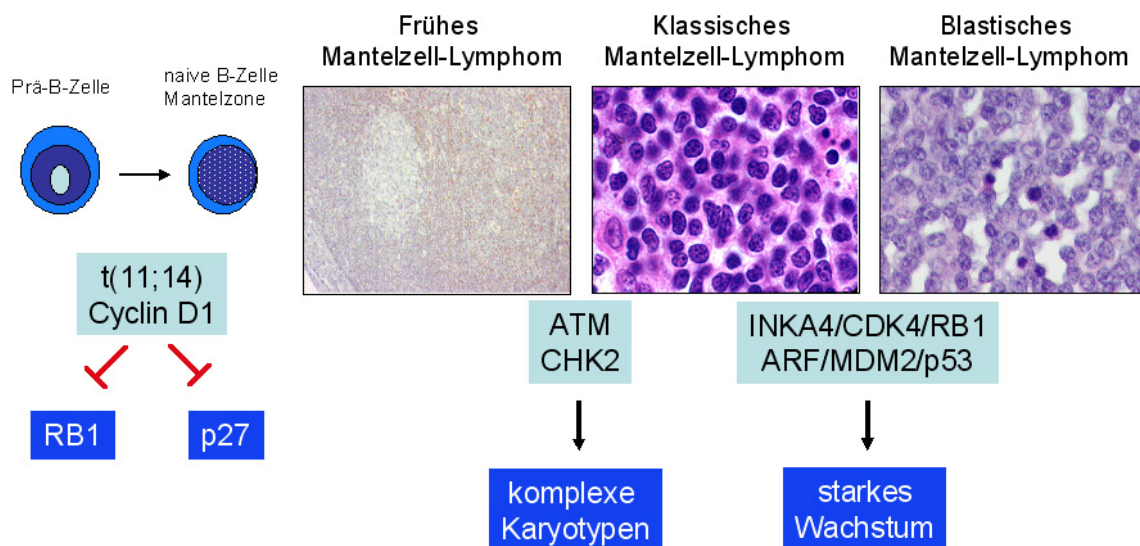 Prä-B-Zelle
naive B-Zelle
Mantelzone
t(11;14)
Cyclin D1
RB1
p27
Frühes
Mantelzell-Lymphom
Klassisches
Mantelzell-Lymphom
Blastisches
Mantelzell-Lymphom
ATM
CHK2
INKA4/CDK4/RB1
ARF/MDM2/p53
komplexe
Karyotypen
starkes
Wachstum